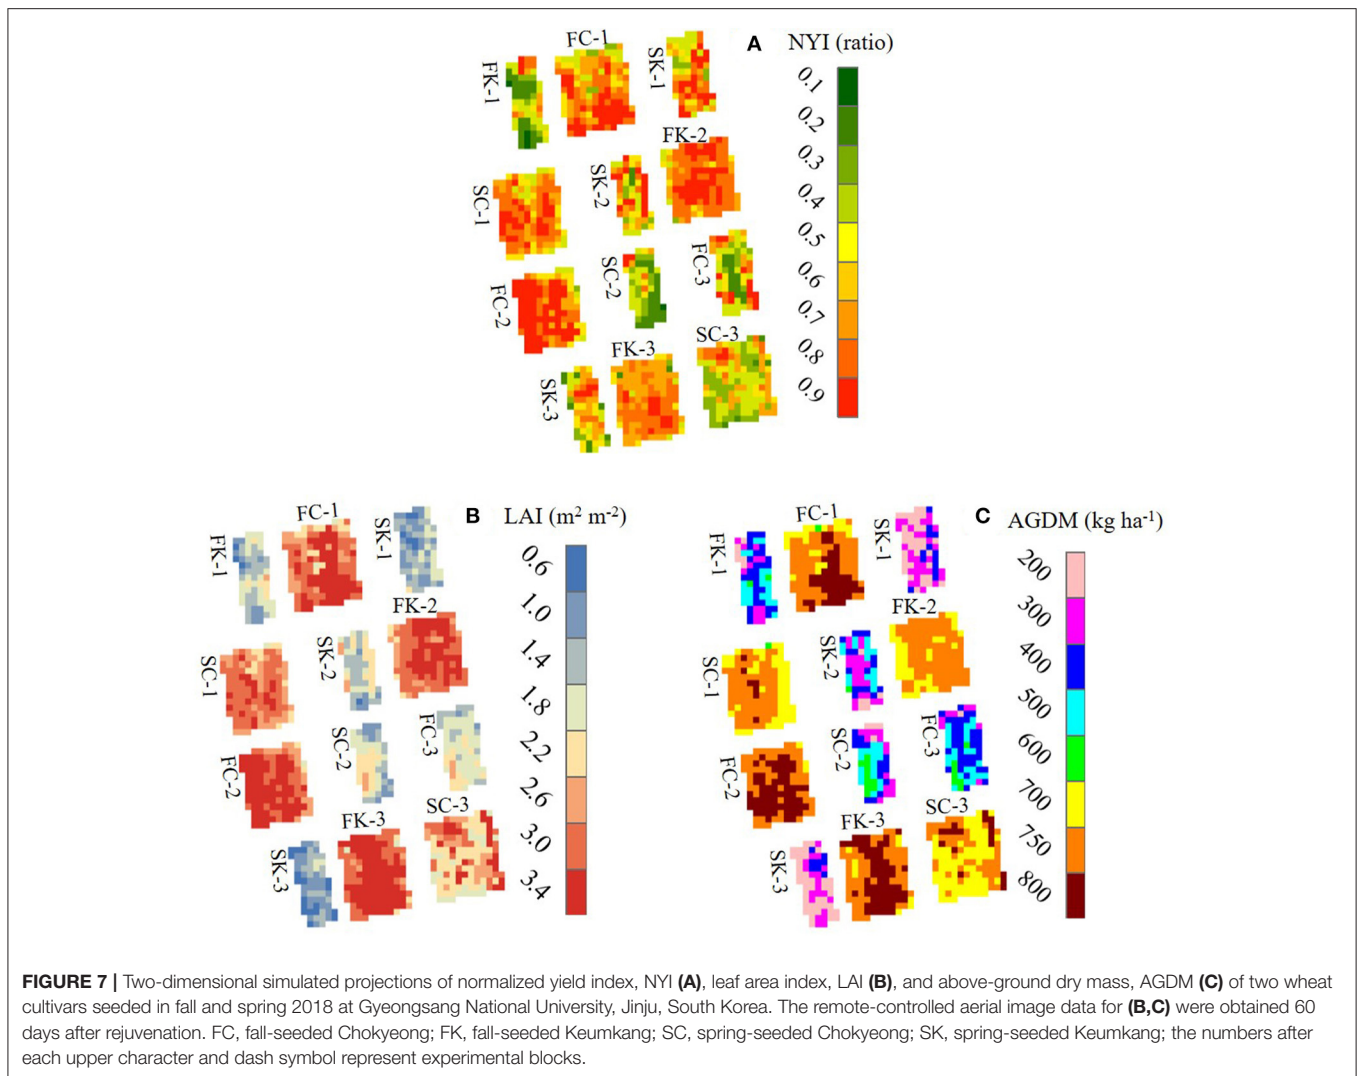 A NYI (ratio)
FC-1
FK-1
SK-1
FK-2
SC-1
SK-2
FC-3
FC-2
SC-2
SC-3
FK-3
SK-3
0.1
0.2
0.3
0.4
0.5
0.6
0.7
0.8
0.9
B LAI (m² m⁻²)
FC-1
FK-1
SK-1
FK-2
SC-1
SK-2
FC-3
FC-2
SC-2
SC-3
FK-3
SK-3
0.6
1.0
1.4
1.8
2.2
2.6
3.0
3.4
C AGDM (kg ha⁻¹)
FC-1
FK-1
SK-1
FK-2
SC-1
SK-2
FC-3
FC-2
SC-2
SC-3
FK-3
SK-3
200
300
400
500
600
700
750
800
FIGURE 7 | Two-dimensional simulated projections of normalized yield index, NYI (A), leaf area index, LAI (B), and above-ground dry mass, AGDM (C) of two wheat
cultivars seeded in fall and spring 2018 at Gyeongsang National University, Jinju, South Korea. The remote-controlled aerial image data for (B,C) were obtained 60
days after rejuvenation. FC, fall-seeded Chokyeong; FK, fall-seeded Keumkang; SC, spring-seeded Chokyeong; SK, spring-seeded Keumkang; the numbers after
each upper character and dash symbol represent experimental blocks.